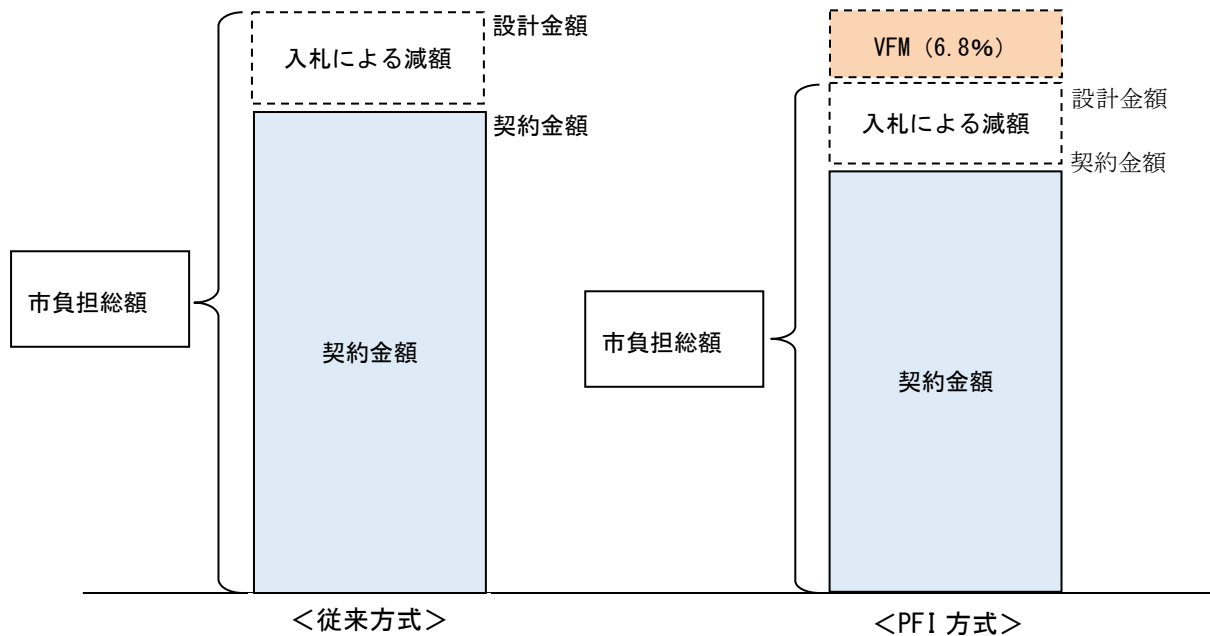 設計金額
入札による減額
契約金額
市負担総額
契約金額
<従来方式>
VFM (6.8%)
設計金額
入札による減額
契約金額
市負担総額
契約金額
<PFI 方式>